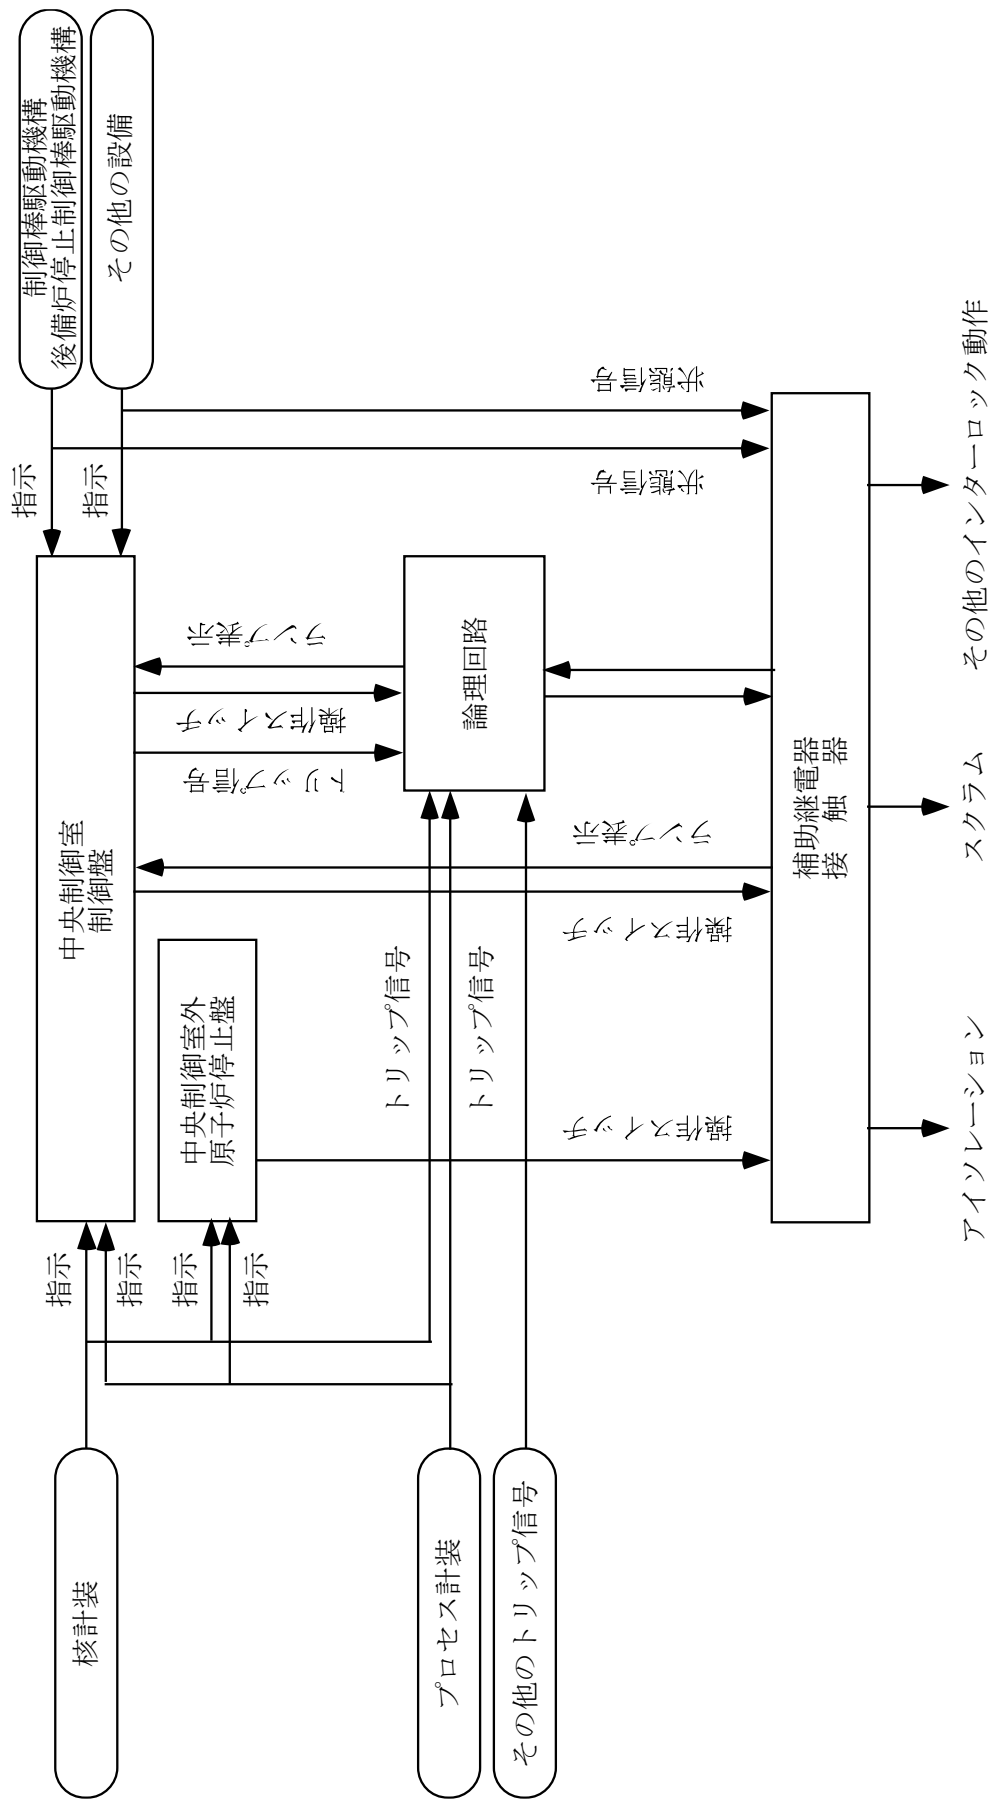 制御棒駆動機構
後備炉停止制御棒駆動機構
その他の設備
指示
指示
状態信号
状態信号
中央制御室
制御盤
ランプ表示
操作スイッチ
トリップ信号
論理回路
ランプ表示
操作スイッチ
中央制御室外
原子炉停止盤
トリップ信号
トリップ信号
操作スイッチ
補助継電器
接触器
指示
指示
指示
指示
核計装
プロセス計装
その他のトリップ信号
その他のインターロック動作
スクラム
アイソレーション